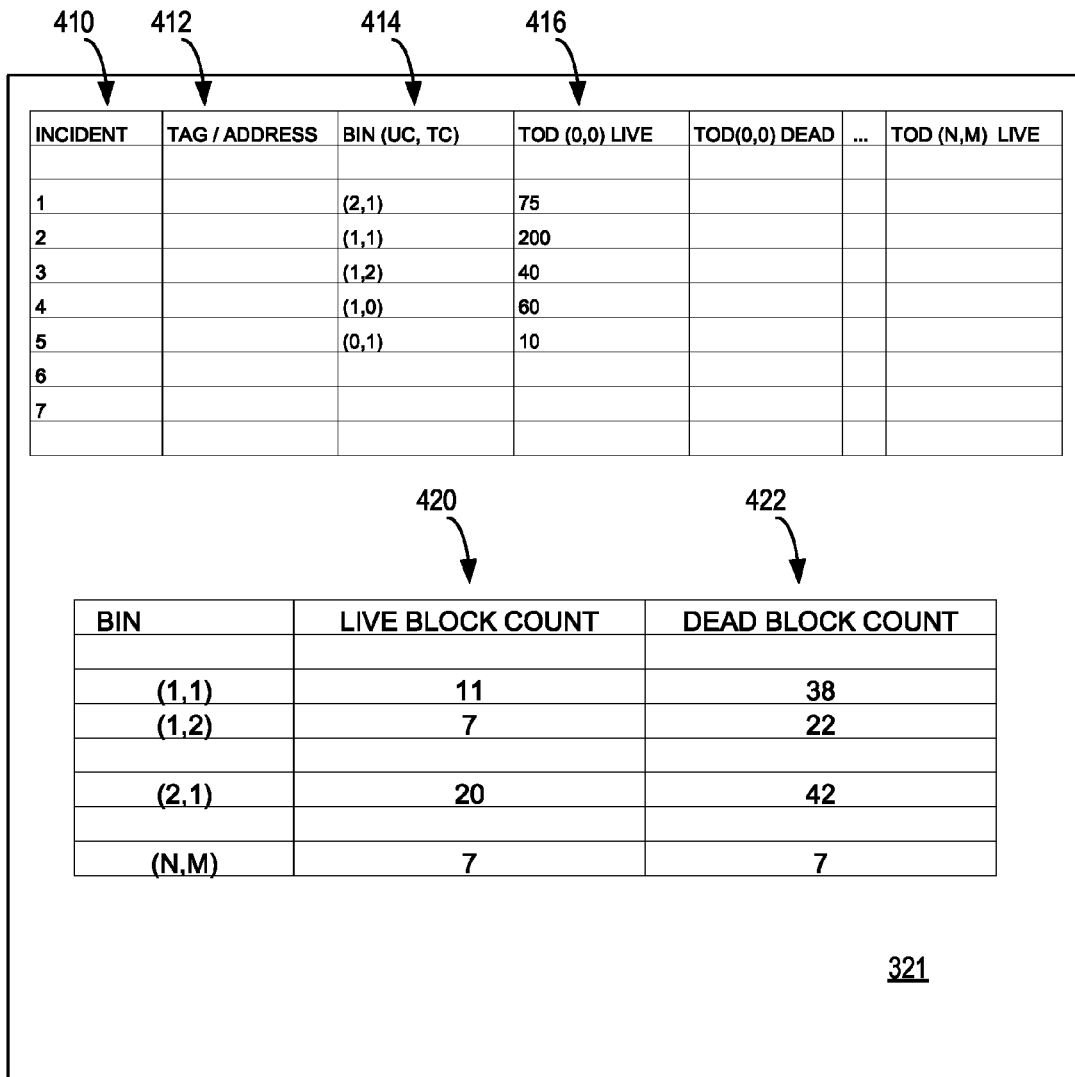 410 412 414 416
INCIDENT TAG / ADDRESS BIN (UC, TC) TOD (0,0) LIVE TOD(0,0) DEAD ... TOD (N,M) LIVE
1 (2,1) 75
2 (1,1) 200
3 (1,2) 40
4 (1,0) 60
5 (0,1) 10
6
7
420 422
BIN LIVE BLOCK COUNT DEAD BLOCK COUNT
(1,1) 11 38
(1,2) 7 22
(2,1) 20 42
(N,M) 7 7
321